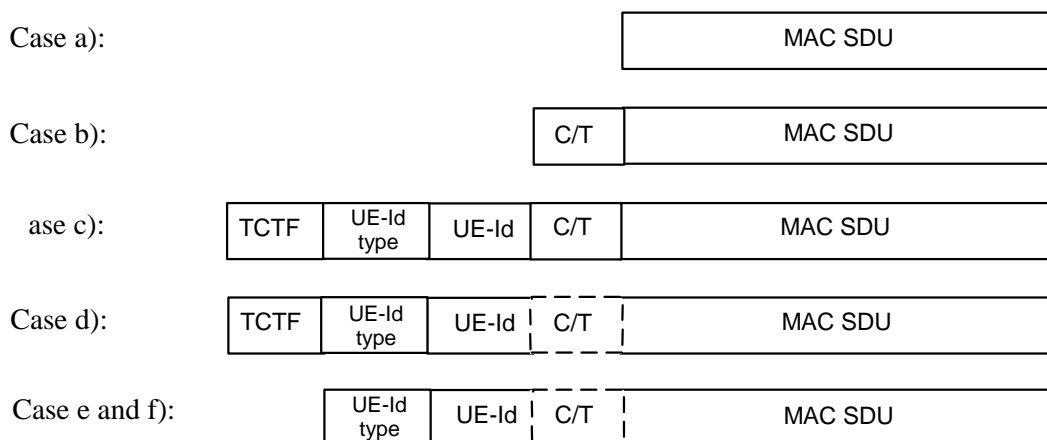 Case a): MAC SDU
Case b): C/T MAC SDU
ase c): TCTF UE-Id type UE-Id C/T MAC SDU
Case d): TCTF UE-Id type UE-Id C/T MAC SDU
Case e and f): UE-Id type UE-Id C/T MAC SDU